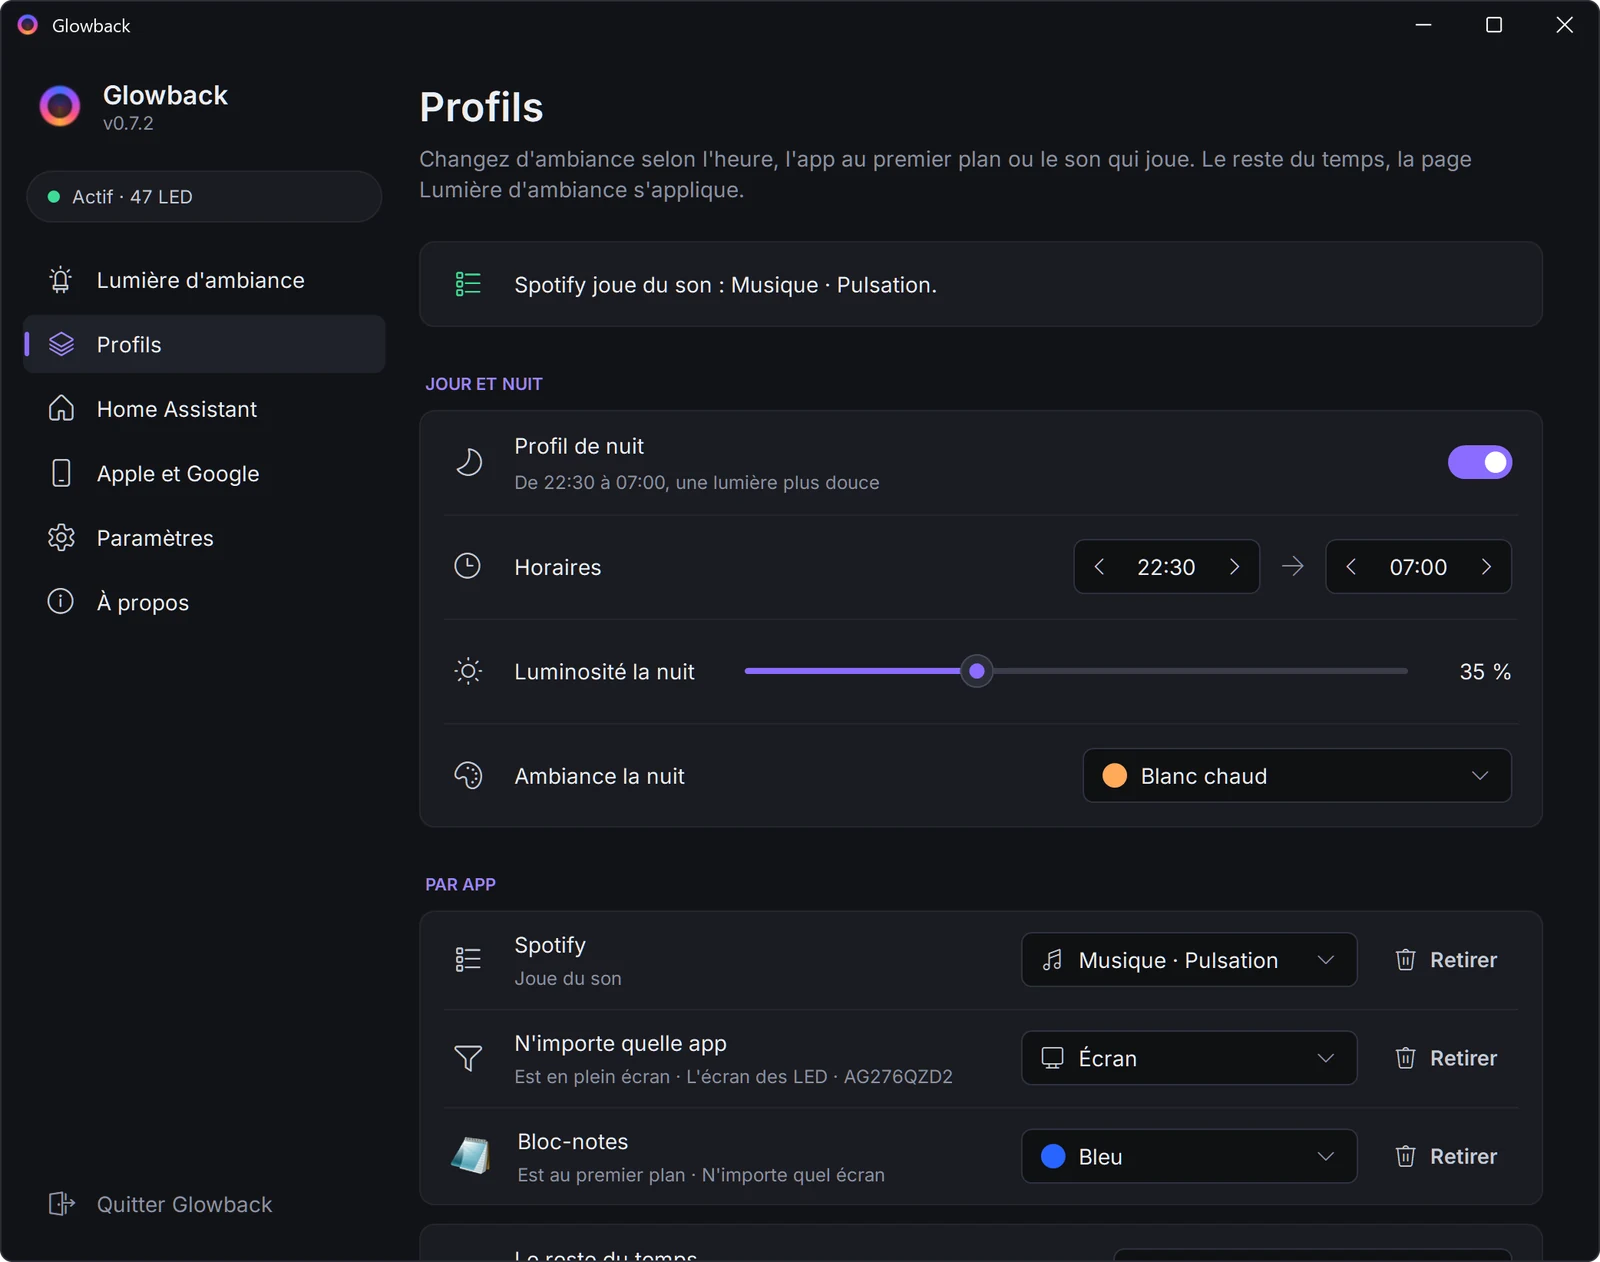 Glowback
Glowback
v0.7.2
Actif · 47 LED
Lumière d'ambiance
Profils
Home Assistant
Apple et Google
Paramètres
À propos
Quitter Glowback
Profils
Changez d'ambiance selon l'heure, l'app au premier plan ou le son qui joue. Le reste du temps, la page
Lumière d'ambiance s'applique.
Spotify joue du son : Musique · Pulsation.
JOUR ET NUIT
Profil de nuit
De 22:30 à 07:00, une lumière plus douce
Horaires
22:30
07:00
Luminosité la nuit
35 %
Ambiance la nuit
Blanc chaud
PAR APP
Spotify
Joue du son
Musique · Pulsation
Retirer
N'importe quelle app
Est en plein écran · L'écran des LED · AG276QZD2
Écran
Retirer
Bloc-notes
Est au premier plan · N'importe quel écran
Bleu
Retirer
Le reste du temps